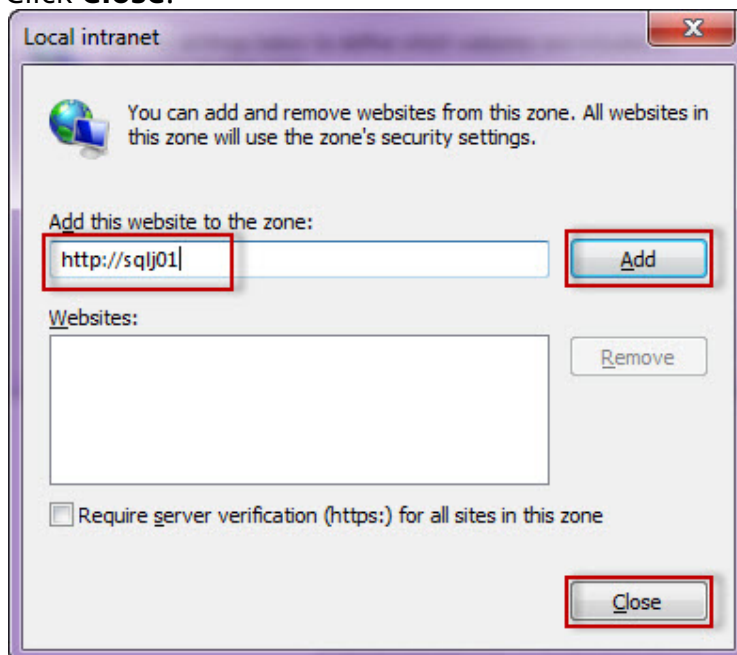 Click Close.
Local intranet
You can add and remove websites from this zone. All websites in
this zone will use the zone's security settings.
Add this website to the zone:
http://sqlj01
Add
Websites:
Remove
Require server verification (https:) for all sites in this zone
Close